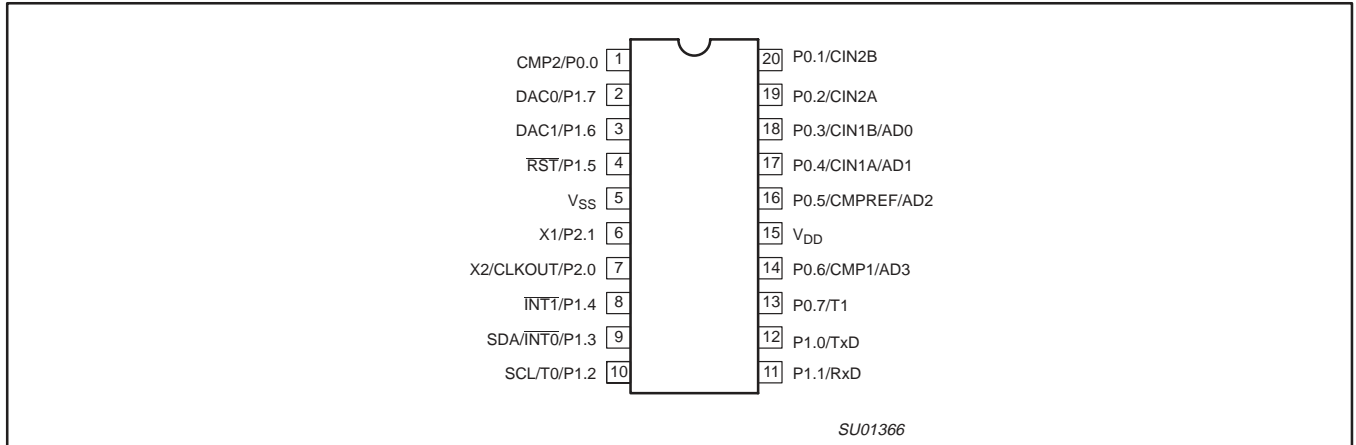 CMP2/P0.0 1 20 P0.1/CIN2B
DAC0/P1.7 2 19 P0.2/CIN2A
DAC1/P1.6 3 18 P0.3/CIN1B/AD0
R̅S̅T̅/P1.5 4 17 P0.4/CIN1A/AD1
VSS 5 16 P0.5/CMPREF/AD2
X1/P2.1 6 15 VDD
X2/CLKOUT/P2.0 7 14 P0.6/CMP1/AD3
I̅N̅T̅1̅/P1.4 8 13 P0.7/T1
SDA/I̅N̅T̅0̅/P1.3 9 12 P1.0/TxD
SCL/T0/P1.2 10 11 P1.1/RxD
SU01366